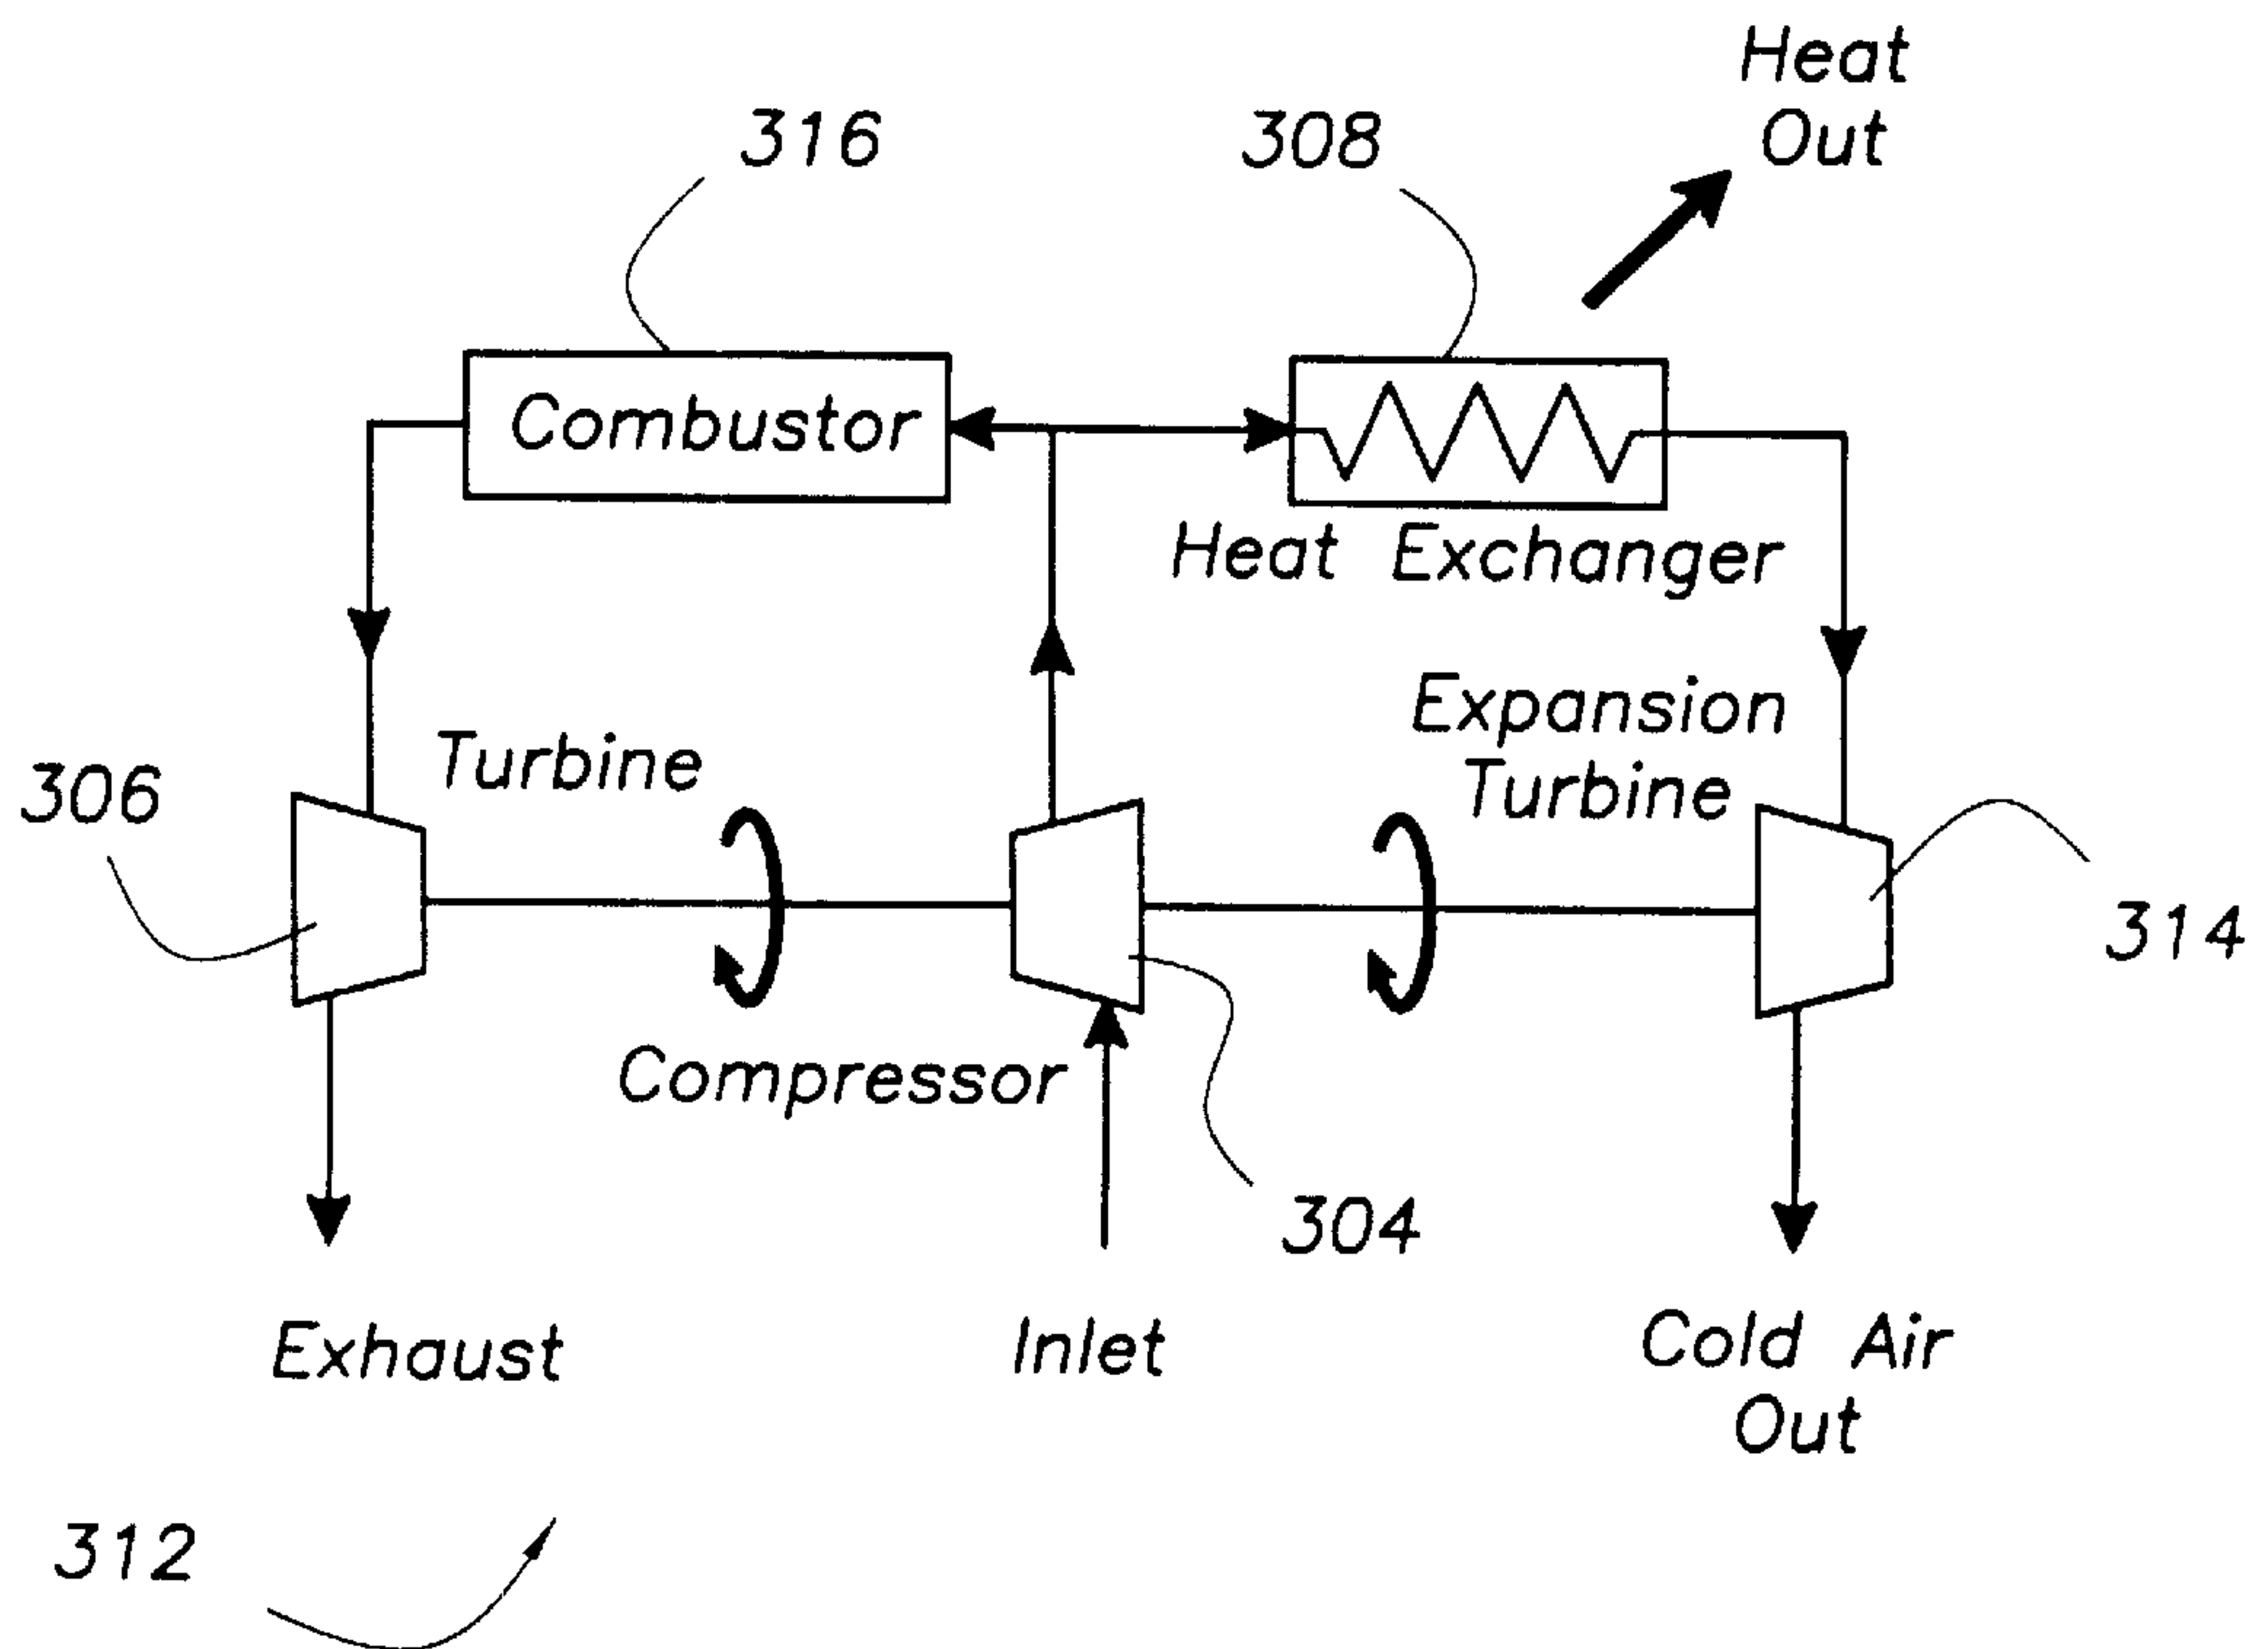 Heat
Out
316
308
Combustor
Heat Exchanger
Expansion
Turbine
Turbine
306
314
Compressor
304
Exhaust
Inlet
Cold Air
Out
312